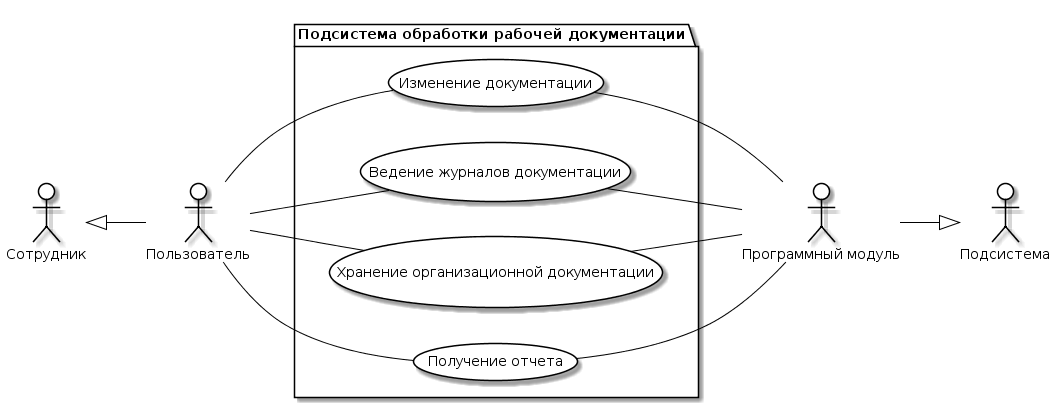 Подсистема обработки рабочей документации
Изменение документации
Ведение журналов документации
Сотрудник
Пользователь
Программный модуль
Подсистема
Хранение организационной документации
Получение отчета